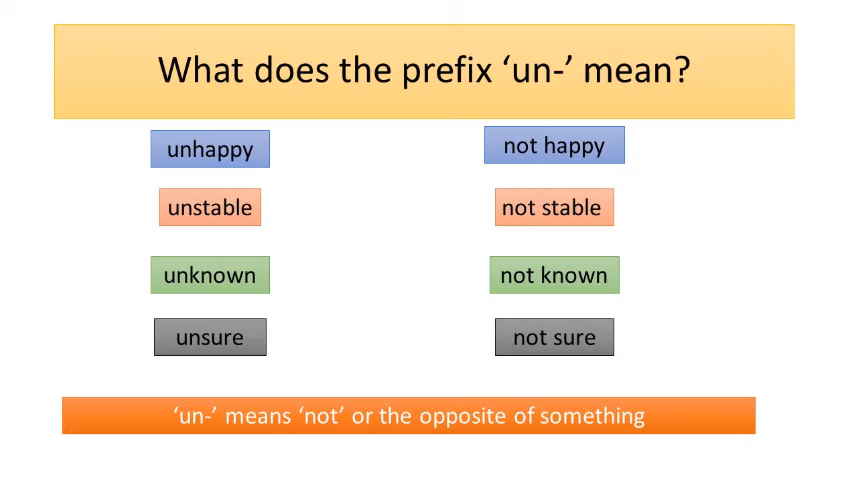 What does the prefix ‘un-’ mean?
unhappy
not happy
unstable
not stable
unknown
not known
unsure
not sure
‘un-’ means ‘not’ or the opposite of something